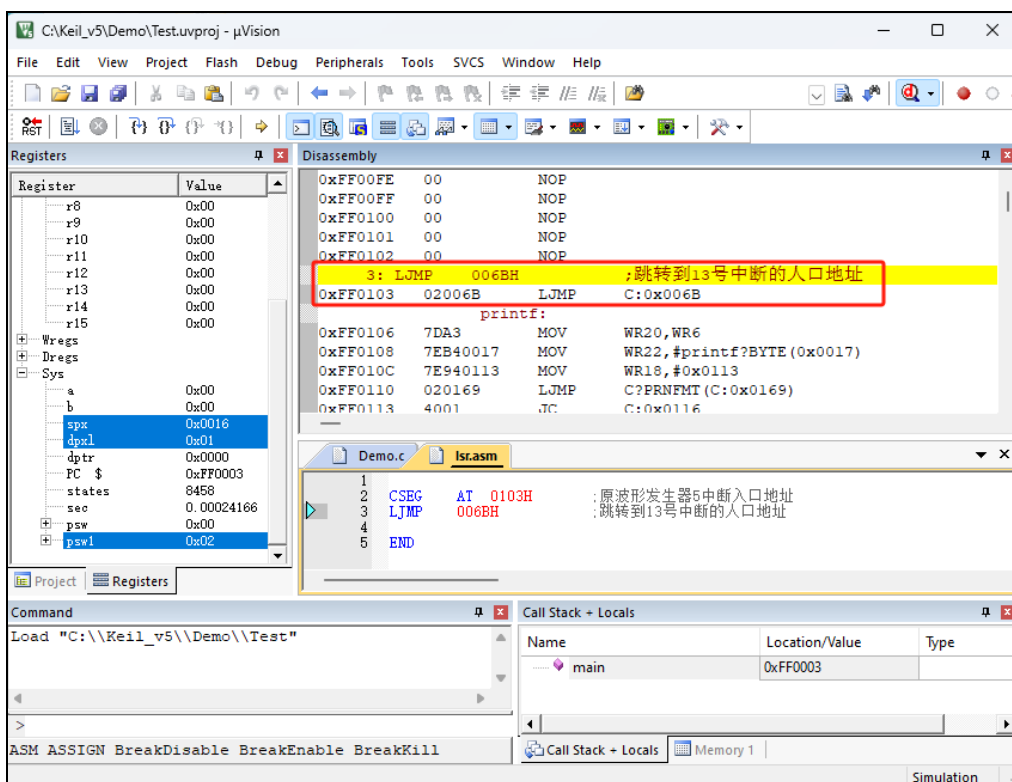 C:\Keil_v5\Demo\Test.uvproj - µVision
File Edit View Project Flash Debug Peripherals Tools SVCS Window Help
RST
Registers
Register Value
r8 0x00
r9 0x00
r10 0x00
r11 0x00
r12 0x00
r13 0x00
r14 0x00
r15 0x00
Wregs
Dregs
Sys
a 0x00
b 0x00
spx 0x0016
dpxl 0x01
dptr 0x0000
PC $ 0xFF0003
states 8458
sec 0.00024166
psw 0x00
psw1 0x02
Project Registers
Disassembly
0xFF00FE 00 NOP
0xFF00FF 00 NOP
0xFF0100 00 NOP
0xFF0101 00 NOP
0xFF0102 00 NOP
3: LJMP 006BH ;跳转到13号中断的人口地址
0xFF0103 02006B LJMP C:0x006B
printf:
0xFF0106 7DA3 MOV WR20,WR6
0xFF0108 7EB40017 MOV WR22,#printf?BYTE(0x0017)
0xFF010C 7E940113 MOV WR18,#0x0113
0xFF0110 020169 LJMP C?PRNFMT(C:0x0169)
0xFF0113 4001 JC C:0x0116
Demo.c Isr.asm
1
2 CSEG AT 0103H ;原波形发生器5中断入口地址
3 LJMP 006BH ;跳转到13号中断的人口地址
4
5 END
Command
Load "C:\\Keil_v5\\Demo\\Test"
>
ASM ASSIGN BreakDisable BreakEnable BreakKill
Call Stack + Locals
Name Location/Value Type
main 0xFF0003
Call Stack + Locals Memory 1
Simulation